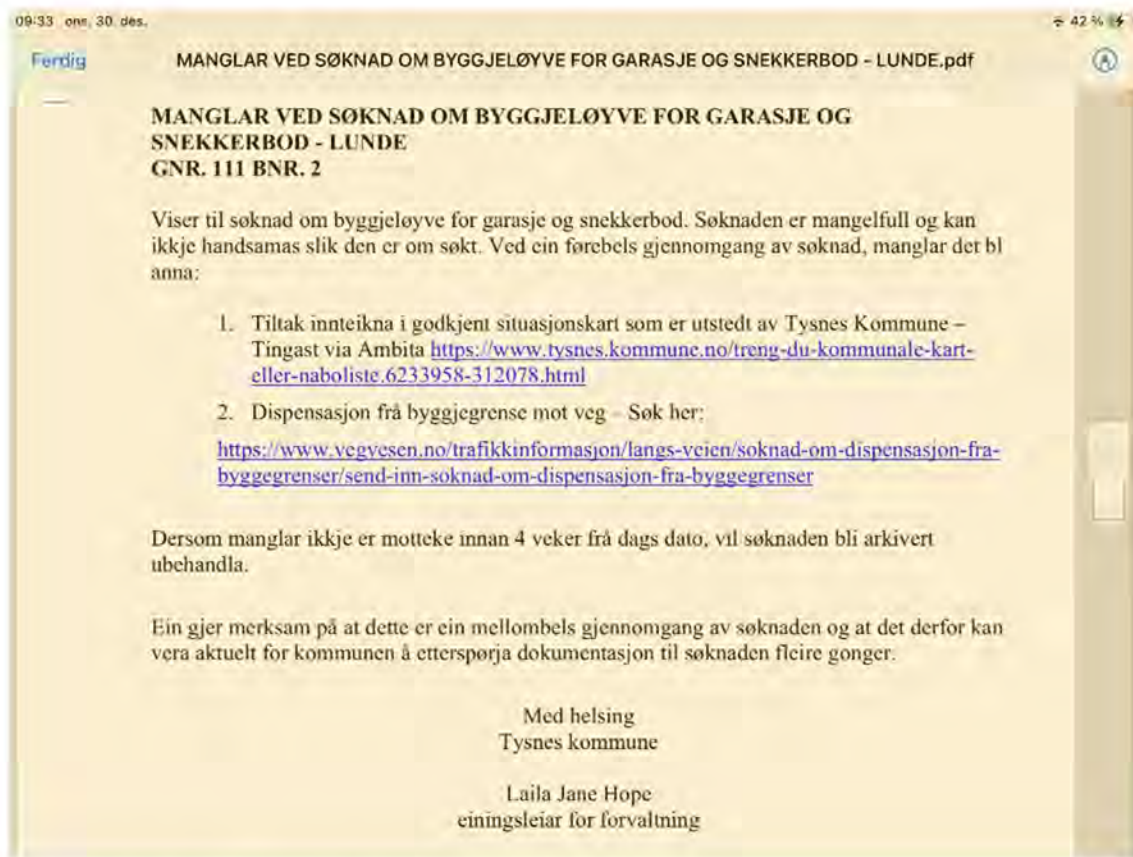 09:33 ons. 30. des.
42 %
Ferdig
MANGLAR VED SØKNAD OM BYGGJELØYVE FOR GARASJE OG SNEKKERBOD - LUNDE.pdf
MANGLAR VED SØKNAD OM BYGGJELØYVE FOR GARASJE OG
SNEKKERBOD - LUNDE
GNR. 111 BNR. 2
Viser til søknad om byggjeløyve for garasje og snekkerbod. Søknaden er mangelfull og kan
ikkje handsamas slik den er om søkt. Ved ein førebels gjennomgang av søknad, manglar det bl
anna:
1. Tiltak innteikna i godkjent situasjonskart som er utstedt av Tysnes Kommune –
Tingast via Ambita https://www.tysnes.kommune.no/treng-du-kommunale-kart-
eller-naboliste.6233958-312078.html
2. Dispensasjon frå byggjegrense mot veg – Søk her:
https://www.vegvesen.no/trafikkinformasjon/langs-veien/soknad-om-dispensasjon-fra-
byggegrenser/send-inn-soknad-om-dispensasjon-fra-byggegrenser
Dersom manglar ikkje er motteke innan 4 veker frå dags dato, vil søknaden bli arkivert
ubehandla.
Ein gjer merksam på at dette er ein mellombels gjennomgang av søknaden og at det derfor kan
vera aktuelt for kommunen å etterspørja dokumentasjon til søknaden fleire gonger.
Med helsing
Tysnes kommune
Laila Jane Hope
einingsleiar for forvaltning